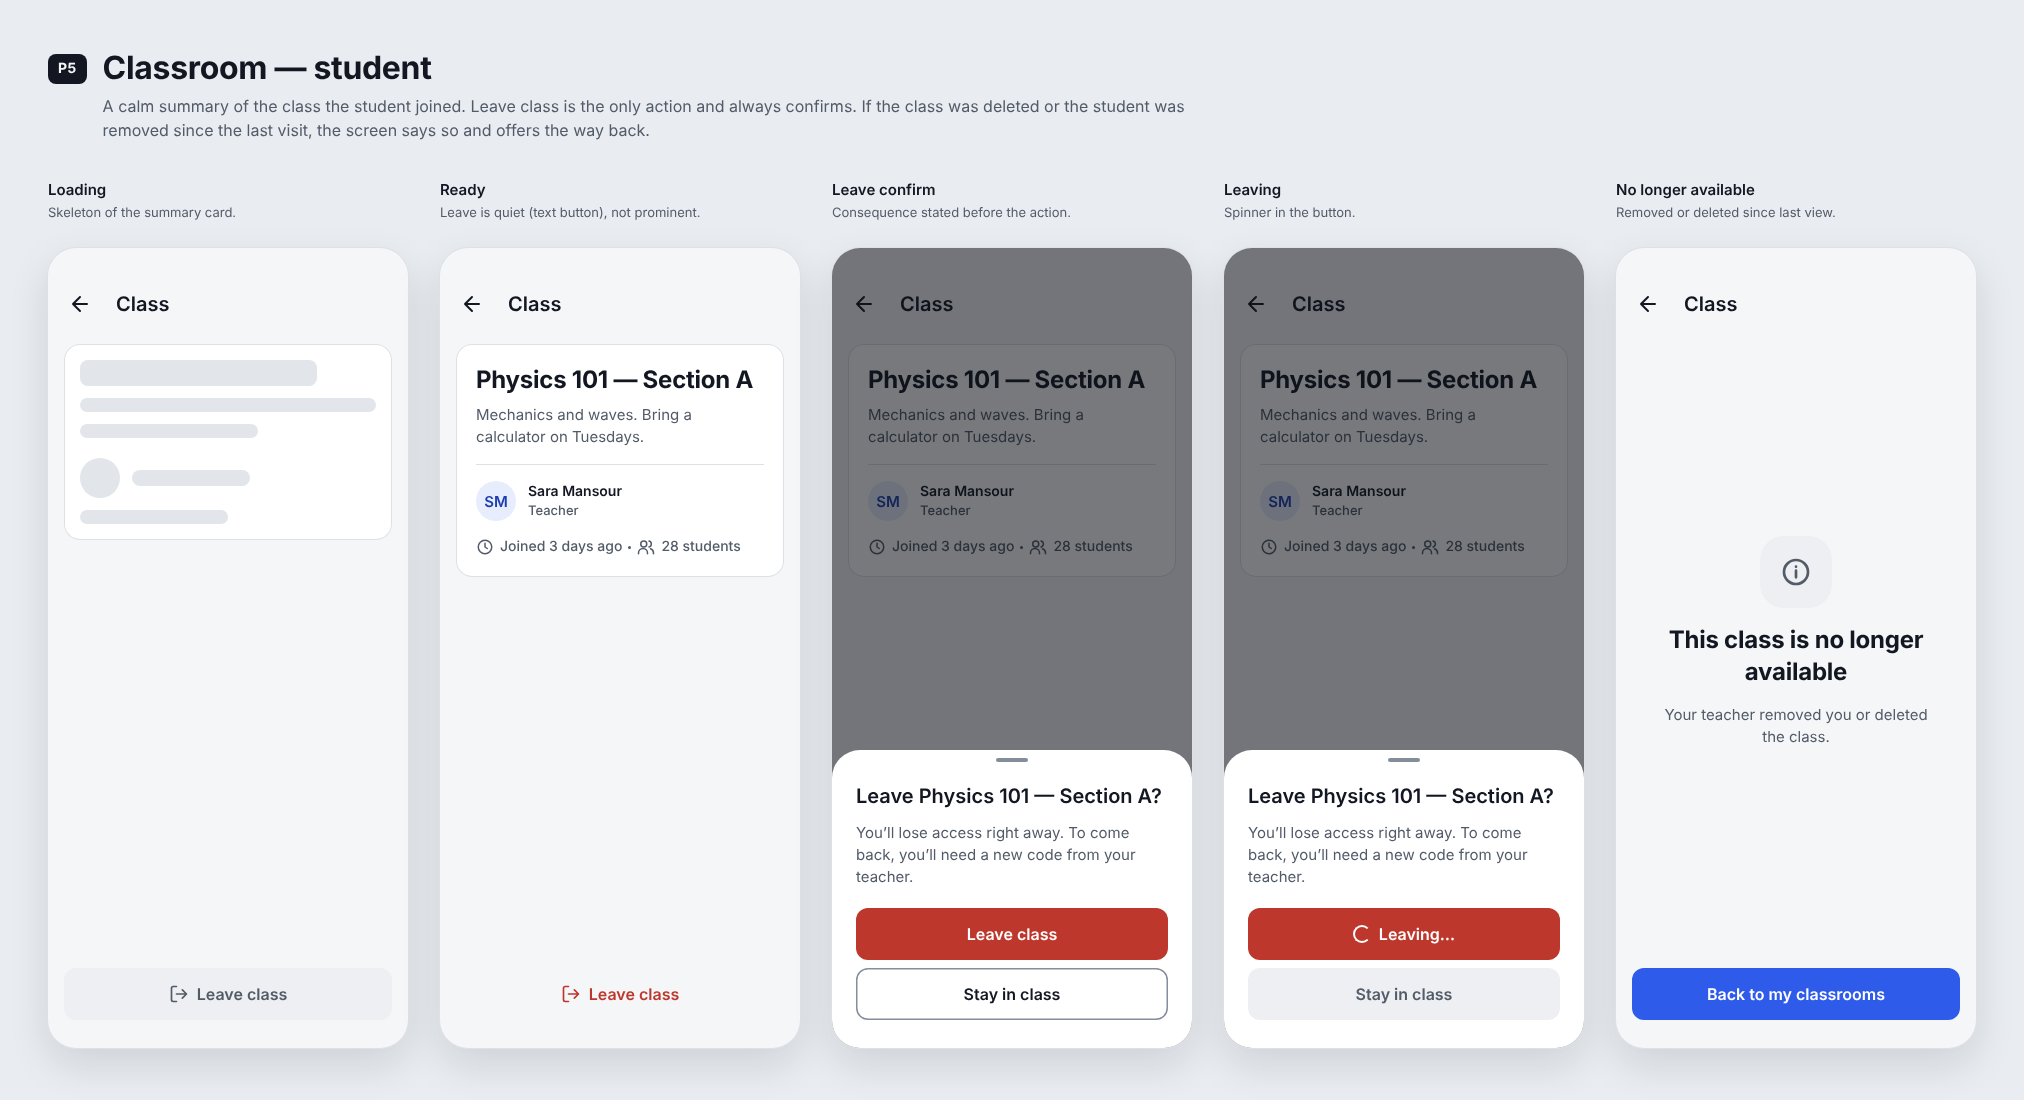 P5
Classroom — student
A calm summary of the class the student joined. Leave class is the only action and always confirms. If the class was deleted or the student was
removed since the last visit, the screen says so and offers the way back.
Loading
Skeleton of the summary card.
Class
Leave class
Ready
Leave is quiet (text button), not prominent.
Class
Physics 101 — Section A
Mechanics and waves. Bring a
calculator on Tuesdays.
SM
Sara Mansour
Teacher
Joined 3 days ago • 28 students
Leave class
Leave confirm
Consequence stated before the action.
Class
Physics 101 — Section A
Mechanics and waves. Bring a
calculator on Tuesdays.
SM
Sara Mansour
Teacher
Joined 3 days ago • 28 students
Leave Physics 101 — Section A?
You’ll lose access right away. To come
back, you’ll need a new code from your
teacher.
Leave class
Stay in class
Leaving
Spinner in the button.
Class
Physics 101 — Section A
Mechanics and waves. Bring a
calculator on Tuesdays.
SM
Sara Mansour
Teacher
Joined 3 days ago • 28 students
Leave Physics 101 — Section A?
You’ll lose access right away. To come
back, you’ll need a new code from your
teacher.
Leaving…
Stay in class
No longer available
Removed or deleted since last view.
Class
This class is no longer
available
Your teacher removed you or deleted
the class.
Back to my classrooms